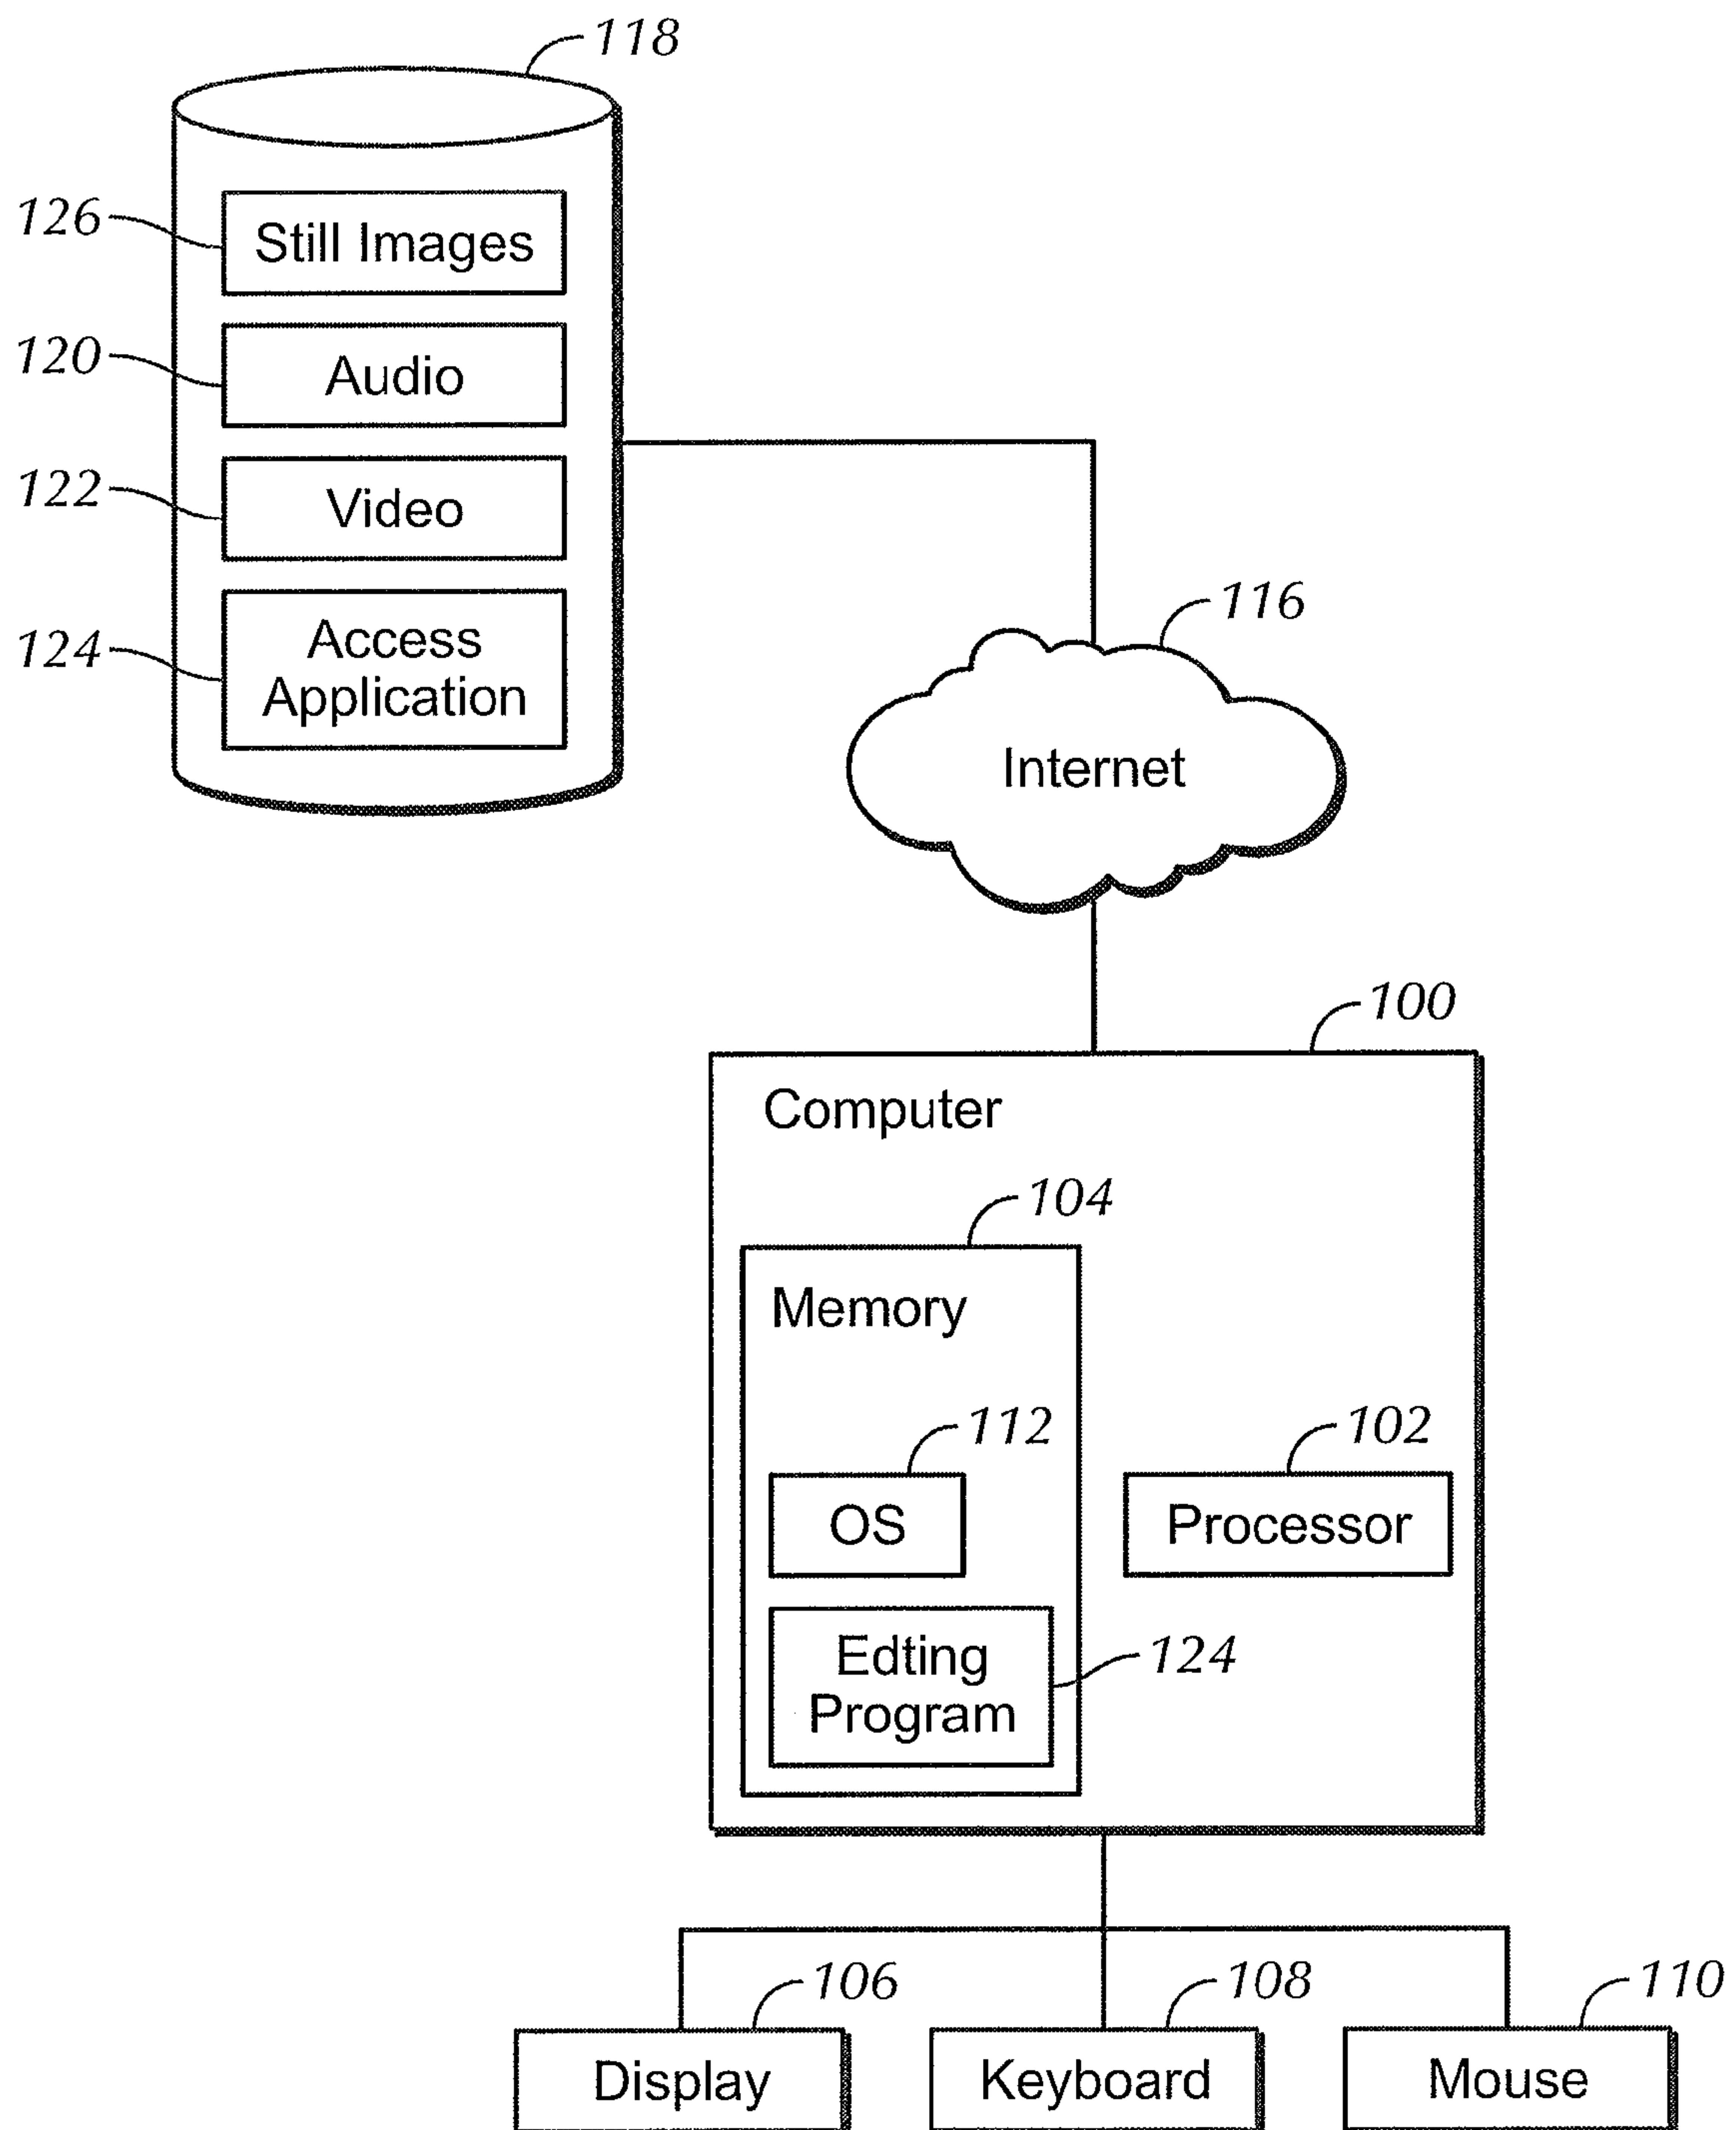 118
126
Still Images
120
Audio
122
Video
124
Access
Application
116
Internet
100
Computer
104
Memory
112
OS
102
Processor
Edting
Program
124
106
Display
108
Keyboard
110
Mouse